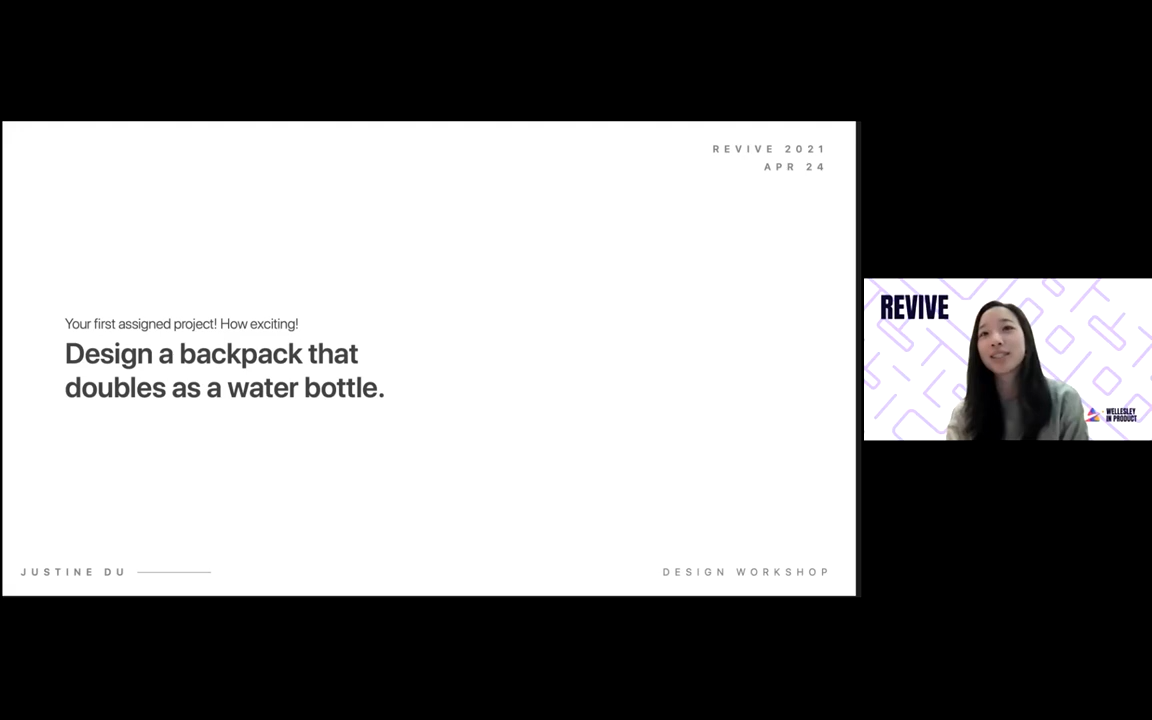 REVIVE 2021
APR 24
Your first assigned project! How exciting!
Design a backpack that
doubles as a water bottle.
JUSTINE DU
DESIGN WORKSHOP
REVIVE
WELLESLEY
IN PRODUCT